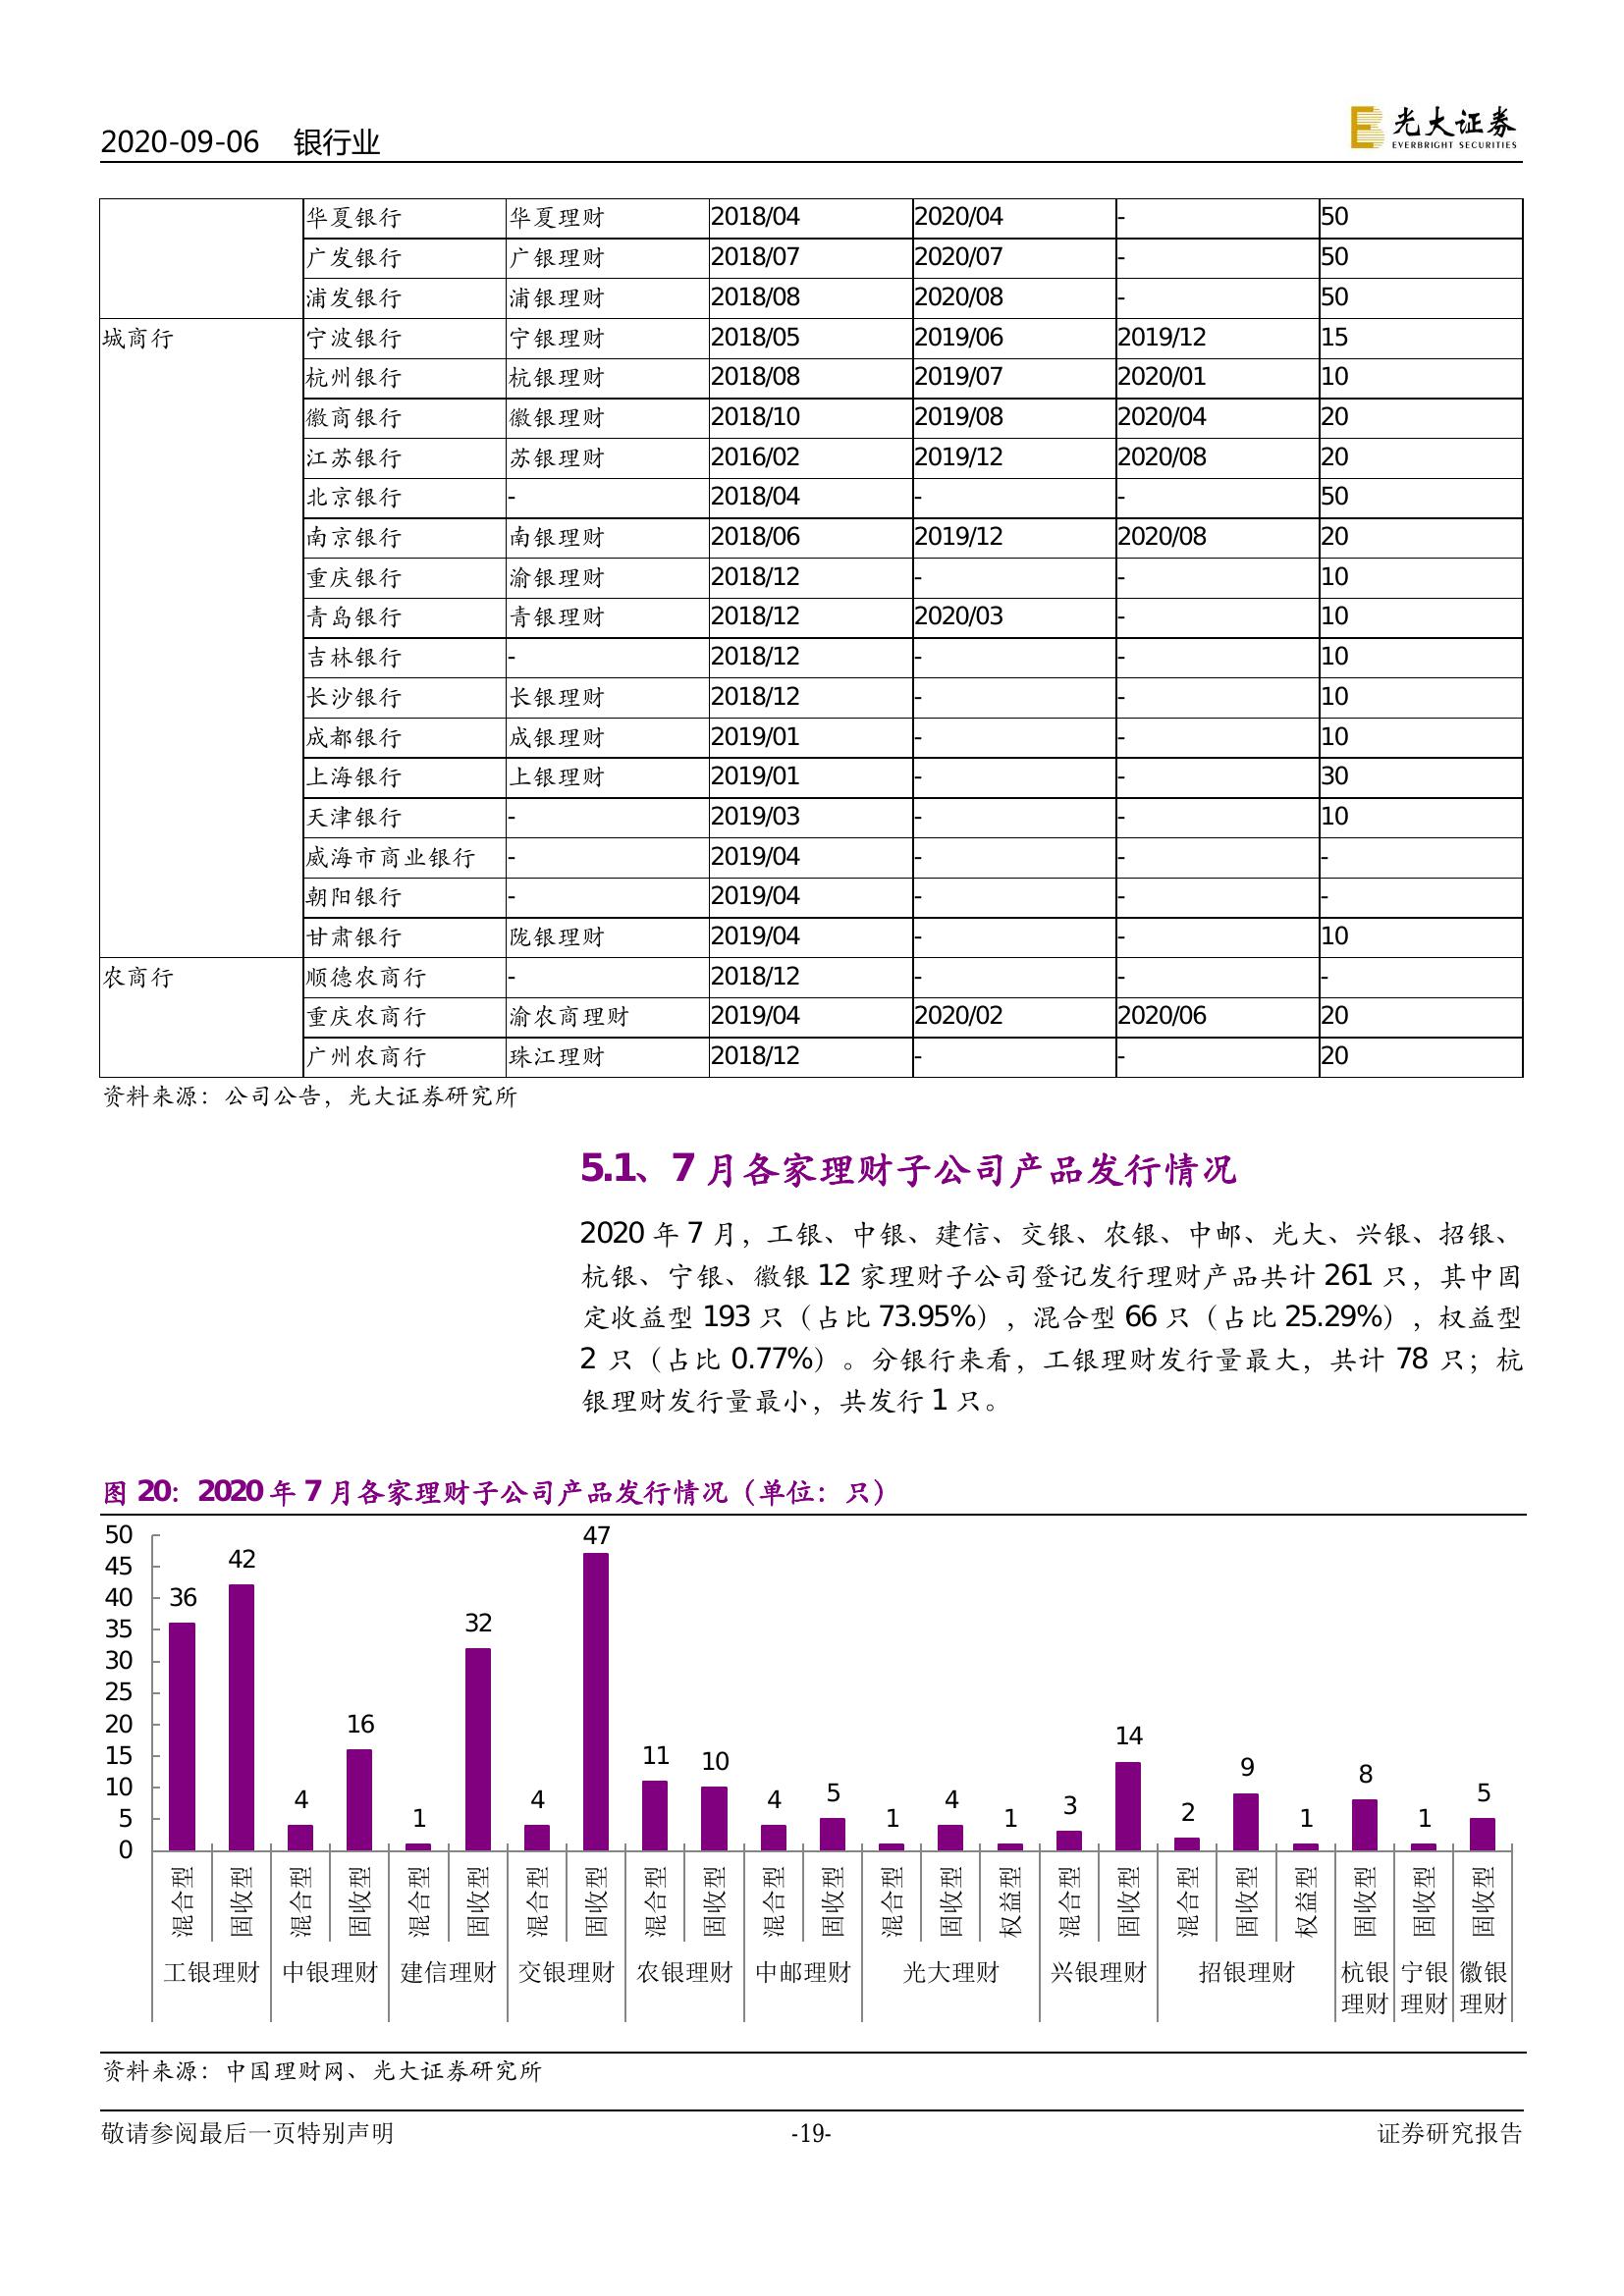 2020-09-06 银行业
光大证券
EVERBRIGHT SECURITIES
华夏银行 华夏理财 2018/04 2020/04 - 50
广发银行 广银理财 2018/07 2020/07 - 50
浦发银行 浦银理财 2018/08 2020/08 - 50
城商行 宁波银行 宁银理财 2018/05 2019/06 2019/12 15
杭州银行 杭银理财 2018/08 2019/07 2020/01 10
徽商银行 徽银理财 2018/10 2019/08 2020/04 20
江苏银行 苏银理财 2016/02 2019/12 2020/08 20
北京银行 - 2018/04 - - 50
南京银行 南银理财 2018/06 2019/12 2020/08 20
重庆银行 渝银理财 2018/12 - - 10
青岛银行 青银理财 2018/12 2020/03 - 10
吉林银行 - 2018/12 - - 10
长沙银行 长银理财 2018/12 - - 10
成都银行 成银理财 2019/01 - - 10
上海银行 上银理财 2019/01 - - 30
天津银行 - 2019/03 - - 10
威海市商业银行 - 2019/04 - - -
朝阳银行 - 2019/04 - - -
甘肃银行 陇银理财 2019/04 - - 10
农商行 顺德农商行 - 2018/12 - - -
重庆农商行 渝农商理财 2019/04 2020/02 2020/06 20
广州农商行 珠江理财 2018/12 - - 20
资料来源：公司公告，光大证券研究所
5.1、7 月各家理财子公司产品发行情况
2020 年 7 月，工银、中银、建信、交银、农银、中邮、光大、兴银、招银、
杭银、宁银、徽银 12 家理财子公司登记发行理财产品共计 261 只，其中固
定收益型 193 只（占比 73.95%），混合型 66 只（占比 25.29%），权益型
2 只（占比 0.77%）。分银行来看，工银理财发行量最大，共计 78 只；杭
银理财发行量最小，共发行 1 只。
图 20：2020 年 7 月各家理财子公司产品发行情况（单位：只）
50
45
40
35
30
25
20
15
10
5
0
36 42 4 16 1 32 4 47 11 10 4 5 1 4 1 3 14 2 9 1 8 1 5
混合型 固收型 混合型 固收型 混合型 固收型 混合型 固收型 混合型 固收型 混合型 固收型 混合型 固收型 权益型 混合型 固收型 混合型 固收型 权益型 固收型 固收型 固收型
工银理财 中银理财 建信理财 交银理财 农银理财 中邮理财 光大理财 兴银理财 招银理财 杭银 宁银 徽银
理财 理财 理财
资料来源：中国理财网、光大证券研究所
敬请参阅最后一页特别声明 -19- 证券研究报告